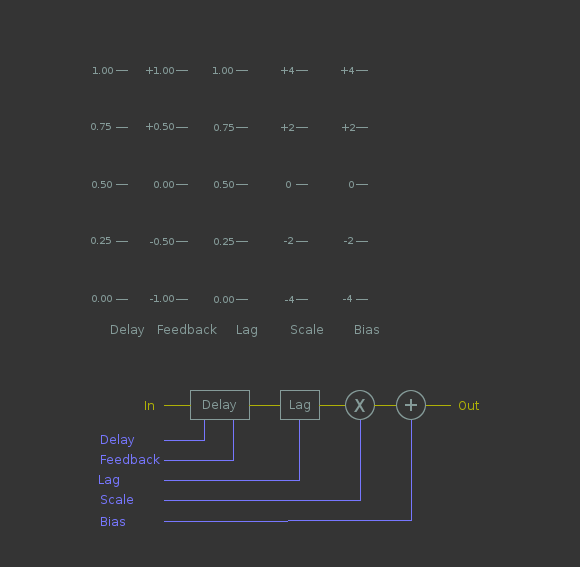 1.00 +1.00 1.00 +4 +4
0.75 +0.50 0.75 +2 +2
0.50 0.00 0.50 0 0
0.25 -0.50 0.25 -2 -2
0.00 -1.00 0.00 -4 -4
Delay Feedback Lag Scale Bias
In Delay Lag X + Out
Delay
Feedback
Lag
Scale
Bias